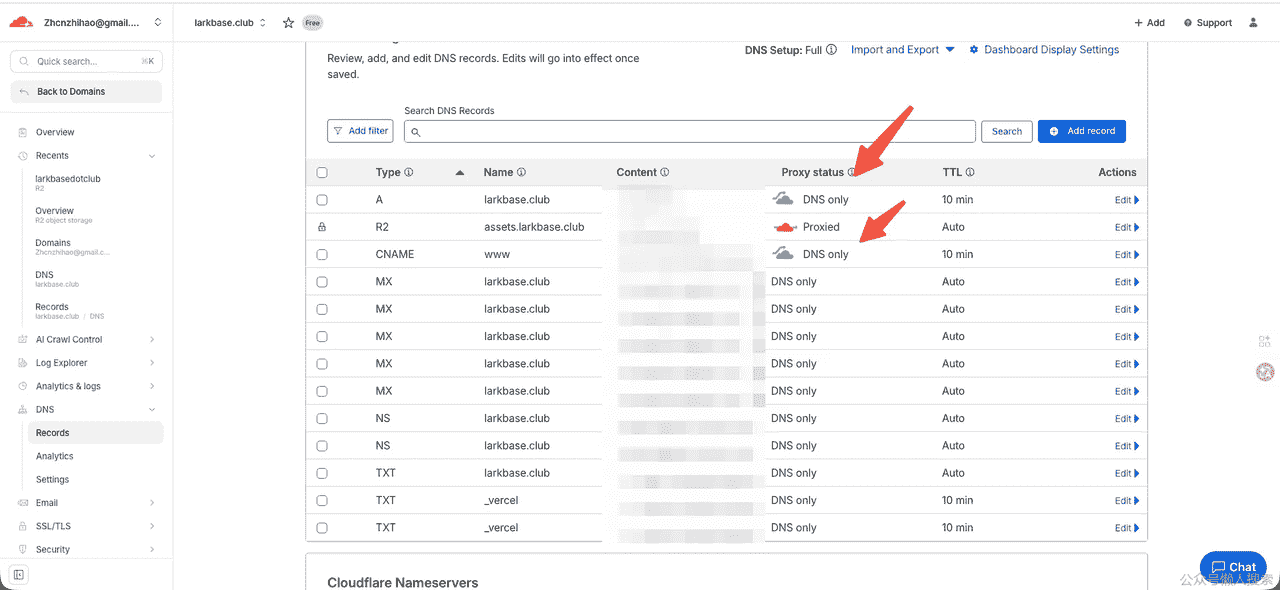 Zhcnzhihao@gmail....
larkbase.club
Free
Add
Support
Quick search...
⌘K
Back to Domains
Overview
Recents
larkbasedotclub
R2
Overview
R2 object storage
Domains
Zhcnzhihao@gmail.c...
DNS
larkbase.club
Records
larkbase.club / DNS
AI Crawl Control
Log Explorer
Analytics & logs
DNS
Records
Analytics
Settings
Email
SSL/TLS
Security
Review, add, and edit DNS records. Edits will go into effect once
saved.
DNS Setup: Full
Import and Export
Dashboard Display Settings
Search DNS Records
Add filter
Search
Add record
Type Name Content Proxy status TTL Actions
A larkbase.club DNS only 10 min Edit
R2 assets.larkbase.club Proxied Auto Edit
CNAME www DNS only 10 min Edit
MX larkbase.club DNS only Auto Edit
MX larkbase.club DNS only Auto Edit
MX larkbase.club DNS only Auto Edit
MX larkbase.club DNS only Auto Edit
MX larkbase.club DNS only Auto Edit
NS larkbase.club DNS only Auto Edit
NS larkbase.club DNS only Auto Edit
TXT larkbase.club DNS only Auto Edit
TXT _vercel DNS only 10 min Edit
TXT _vercel DNS only 10 min Edit
Cloudflare Nameservers
Chat
公众号懒人搜索